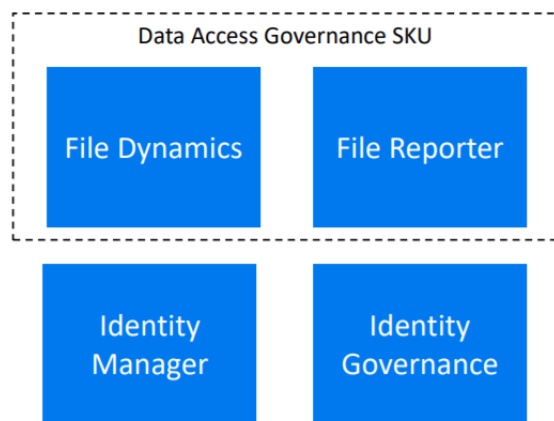 Data Access Governance SKU
File Dynamics
File Reporter
Identity
Manager
Identity
Governance